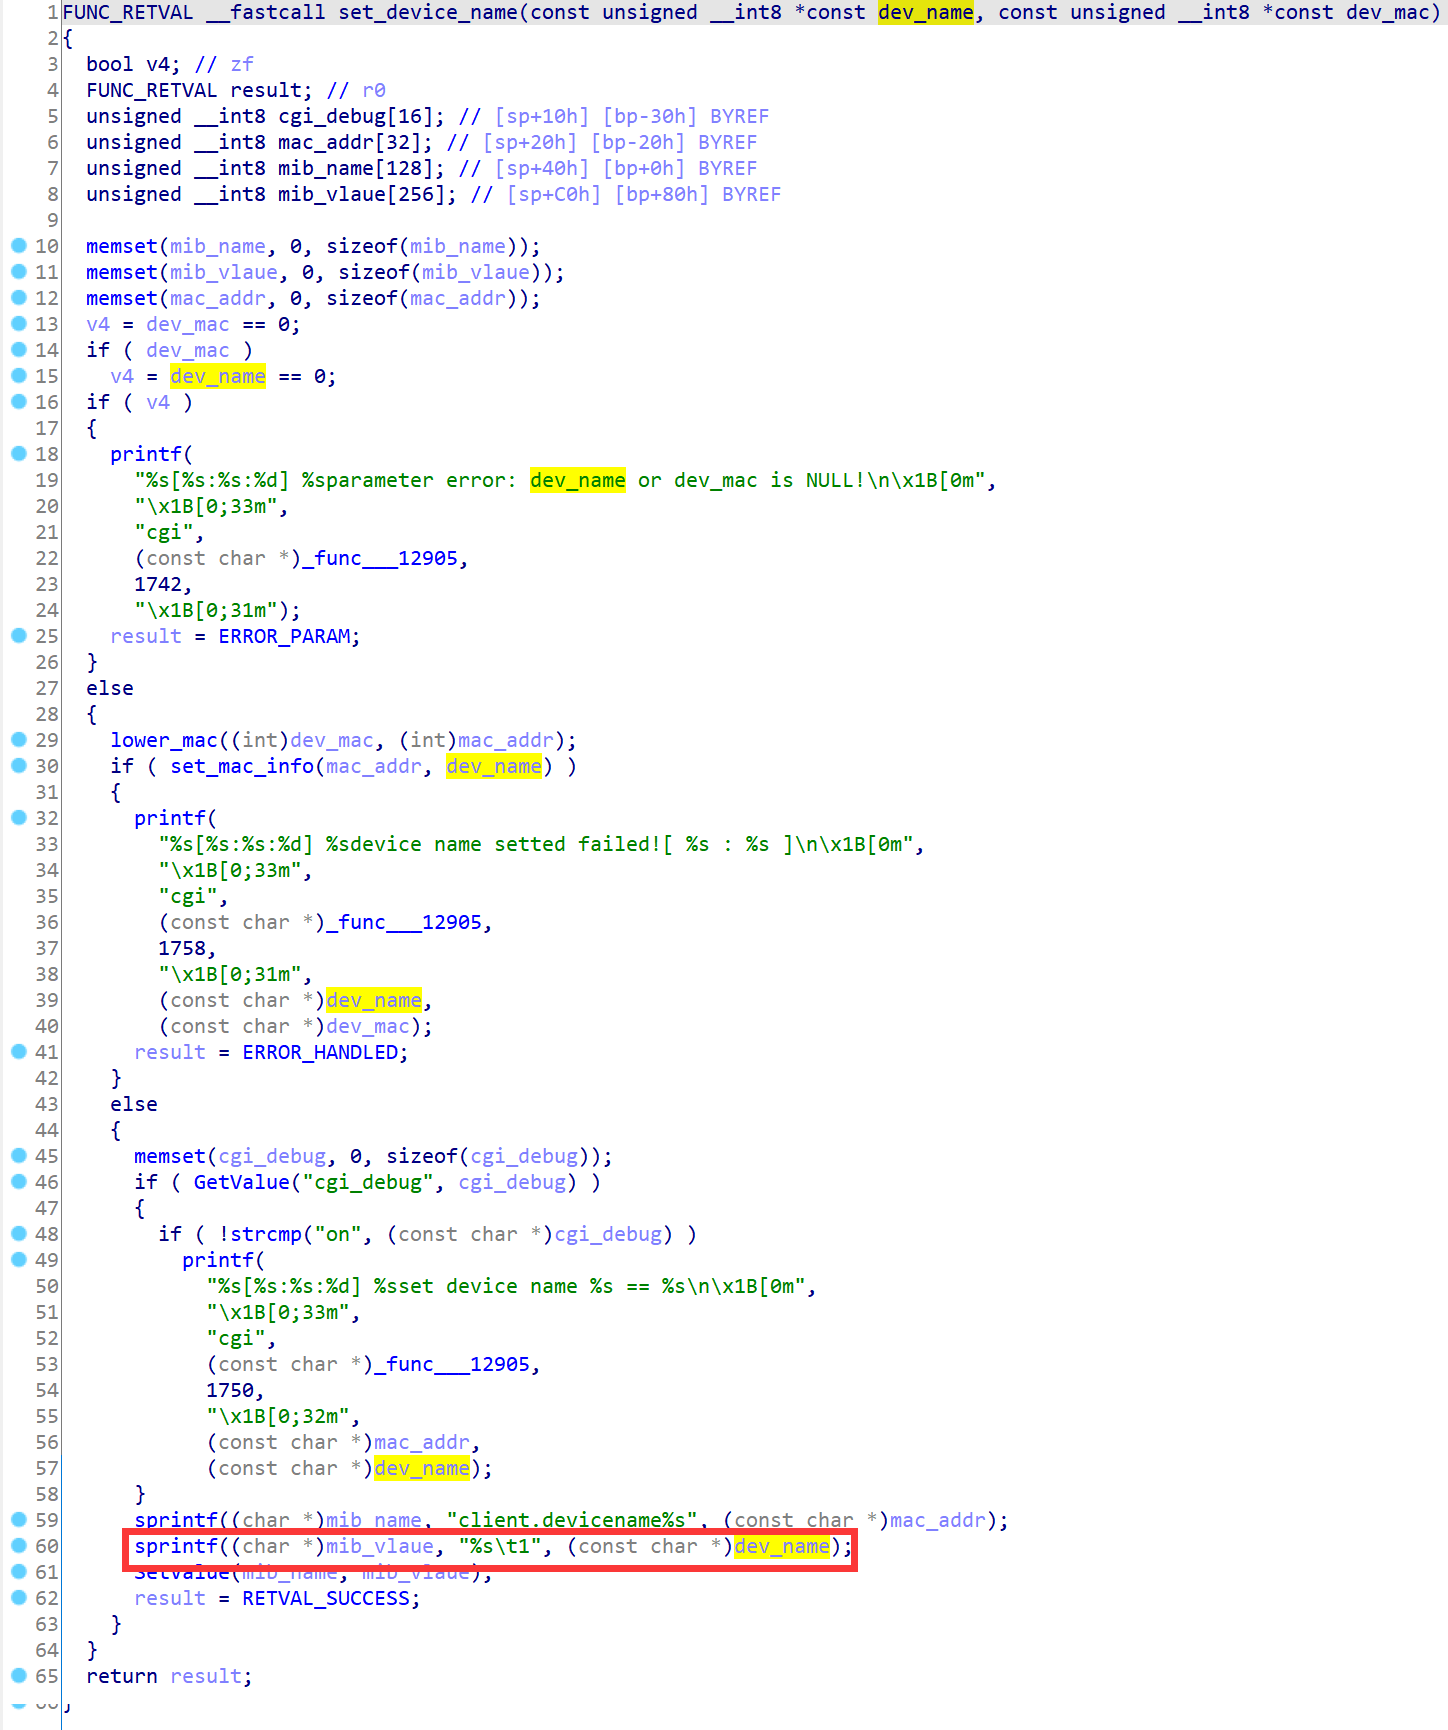 1 FUNC_RETVAL __fastcall set_device_name(const unsigned __int8 *const dev_name, const unsigned __int8 *const dev_mac)
2 {
3   bool v4; // zf
4   FUNC_RETVAL result; // r0
5   unsigned __int8 cgi_debug[16]; // [sp+10h] [bp-30h] BYREF
6   unsigned __int8 mac_addr[32]; // [sp+20h] [bp-20h] BYREF
7   unsigned __int8 mib_name[128]; // [sp+40h] [bp+0h] BYREF
8   unsigned __int8 mib_vlaue[256]; // [sp+C0h] [bp+80h] BYREF
9
10   memset(mib_name, 0, sizeof(mib_name));
11   memset(mib_vlaue, 0, sizeof(mib_vlaue));
12   memset(mac_addr, 0, sizeof(mac_addr));
13   v4 = dev_mac == 0;
14   if ( dev_mac )
15     v4 = dev_name == 0;
16   if ( v4 )
17   {
18     printf(
19       "%s[%s:%s:%d] %sparameter error: dev_name or dev_mac is NULL!\n\x1B[0m",
20       "\x1B[0;33m",
21       "cgi",
22       (const char *)_func___12905,
23       1742,
24       "\x1B[0;31m");
25     result = ERROR_PARAM;
26   }
27   else
28   {
29     lower_mac((int)dev_mac, (int)mac_addr);
30     if ( set_mac_info(mac_addr, dev_name) )
31     {
32       printf(
33         "%s[%s:%s:%d] %sdevice name setted failed![ %s : %s ]\n\x1B[0m",
34         "\x1B[0;33m",
35         "cgi",
36         (const char *)_func___12905,
37         1758,
38         "\x1B[0;31m",
39         (const char *)dev_name,
40         (const char *)dev_mac);
41       result = ERROR_HANDLED;
42     }
43     else
44     {
45       memset(cgi_debug, 0, sizeof(cgi_debug));
46       if ( GetValue("cgi_debug", cgi_debug) )
47       {
48         if ( !strcmp("on", (const char *)cgi_debug) )
49           printf(
50             "%s[%s:%s:%d] %sset device name %s == %s\n\x1B[0m",
51             "\x1B[0;33m",
52             "cgi",
53             (const char *)_func___12905,
54             1750,
55             "\x1B[0;32m",
56             (const char *)mac_addr,
57             (const char *)dev_name);
58       }
59       sprintf((char *)mib_name, "client.devicename%s", (const char *)mac_addr);
60       sprintf((char *)mib_vlaue, "%s\t1", (const char *)dev_name);
61       SetValue(mib_name, mib_vlaue);
62       result = RETVAL_SUCCESS;
63     }
64   }
65   return result;